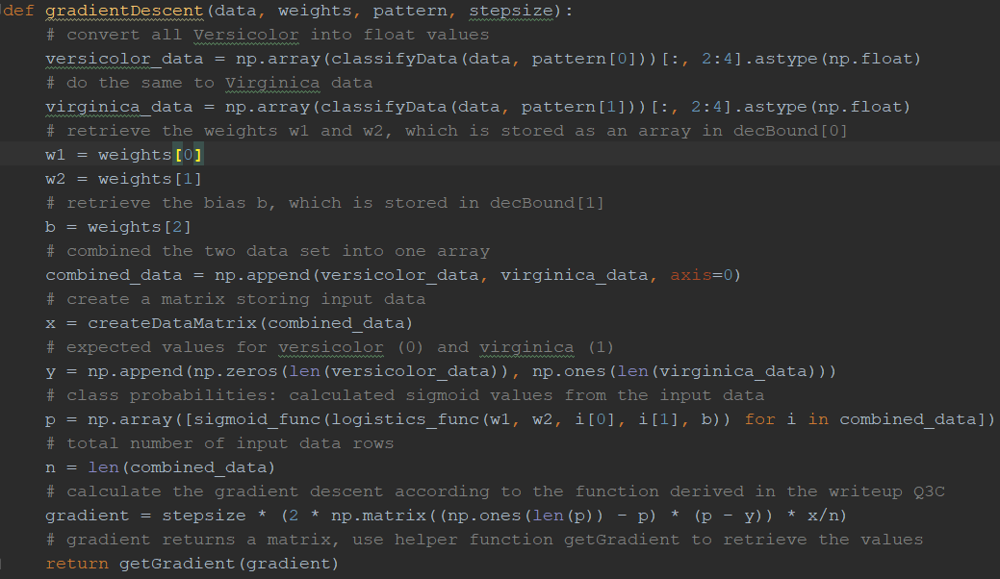 def gradientDescent(data, weights, pattern, stepsize):
    # convert all Versicolor into float values
    versicolor_data = np.array(classifyData(data, pattern[0]))[:, 2:4].astype(np.float)
    # do the same to Virginica data
    virginica_data = np.array(classifyData(data, pattern[1]))[:, 2:4].astype(np.float)
    # retrieve the weights w1 and w2, which is stored as an array in decBound[0]
    w1 = weights[0]
    w2 = weights[1]
    # retrieve the bias b, which is stored in decBound[1]
    b = weights[2]
    # combined the two data set into one array
    combined_data = np.append(versicolor_data, virginica_data, axis=0)
    # create a matrix storing input data
    x = createDataMatrix(combined_data)
    # expected values for versicolor (0) and virginica (1)
    y = np.append(np.zeros(len(versicolor_data)), np.ones(len(virginica_data)))
    # class probabilities: calculated sigmoid values from the input data
    p = np.array([sigmoid_func(logistics_func(w1, w2, i[0], i[1], b)) for i in combined_data])
    # total number of input data rows
    n = len(combined_data)
    # calculate the gradient descent according to the function derived in the writeup Q3C
    gradient = stepsize * (2 * np.matrix((np.ones(len(p)) - p) * (p - y)) * x/n)
    # gradient returns a matrix, use helper function getGradient to retrieve the values
    return getGradient(gradient)